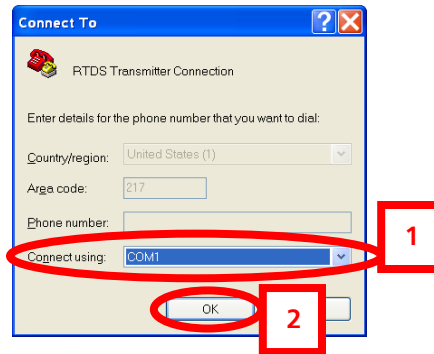 Connect To
RTDS Transmitter Connection
Enter details for the phone number that you want to dial:
Country/region: United States (1)
Area code: 217
Phone number:
Connect using: COM1
1
OK
2